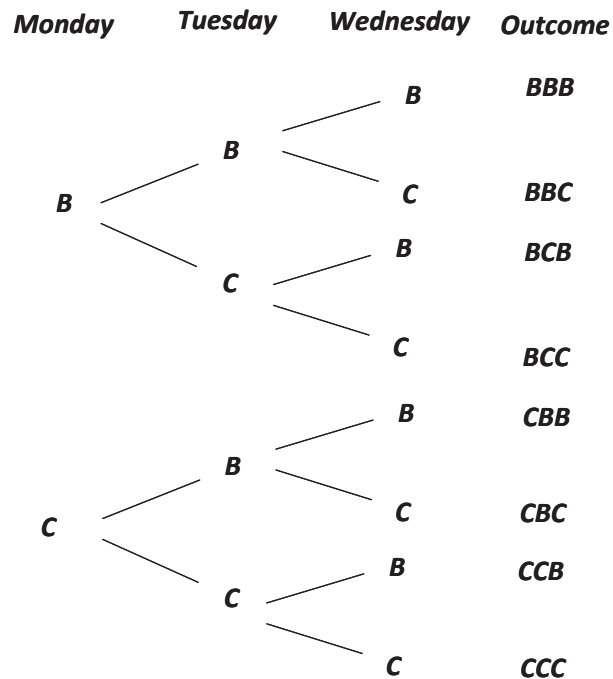 Monday Tuesday Wednesday Outcome
B BBB
B
C BBC
B
B BCB
C
C BCC
B CBB
B
C CBC
C
B CCB
C
C CCC